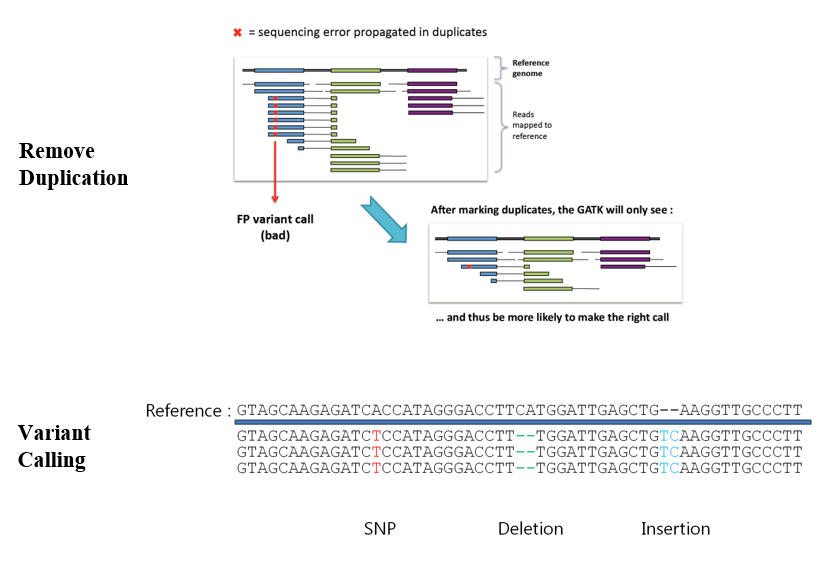 ✖ = sequencing error propagated in duplicates
Reference
genome
Reads
mapped to
reference
Remove
Duplication
FP variant call
(bad)
After marking duplicates, the GATK will only see :
... and thus be more likely to make the right call
Reference : GTAGCAAGAGATCACCATAGGGACCTTCATGGATTGAGCTG--AAGGTTGCCCTT
Variant
Calling
GTAGCAAGAGATCTCCATAGGGACCTT--TGGATTGAGCTGTCAAGGTTGCCCTT
GTAGCAAGAGATCTCCATAGGGACCTT--TGGATTGAGCTGTCAAGGTTGCCCTT
GTAGCAAGAGATCTCCATAGGGACCTT--TGGATTGAGCTGTCAAGGTTGCCCTT
SNP
Deletion
Insertion